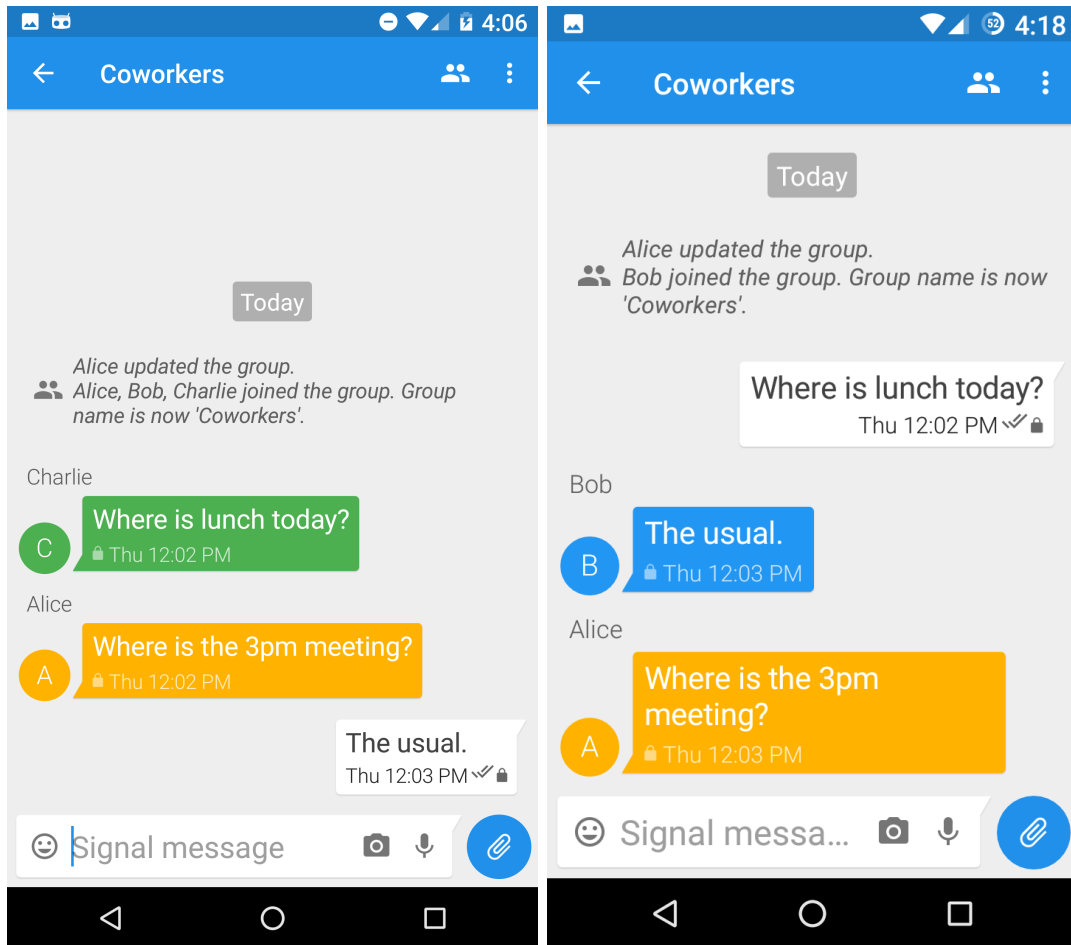 4:06
Coworkers
Today
Alice updated the group.
Alice, Bob, Charlie joined the group. Group
name is now 'Coworkers'.
Charlie
C
Where is lunch today?
Thu 12:02 PM
Alice
A
Where is the 3pm meeting?
Thu 12:02 PM
The usual.
Thu 12:03 PM
Signal message
52 4:18
Coworkers
Today
Alice updated the group.
Bob joined the group. Group name is now
'Coworkers'.
Where is lunch today?
Thu 12:02 PM
Bob
B
The usual.
Thu 12:03 PM
Alice
A
Where is the 3pm
meeting?
Thu 12:03 PM
Signal messa...